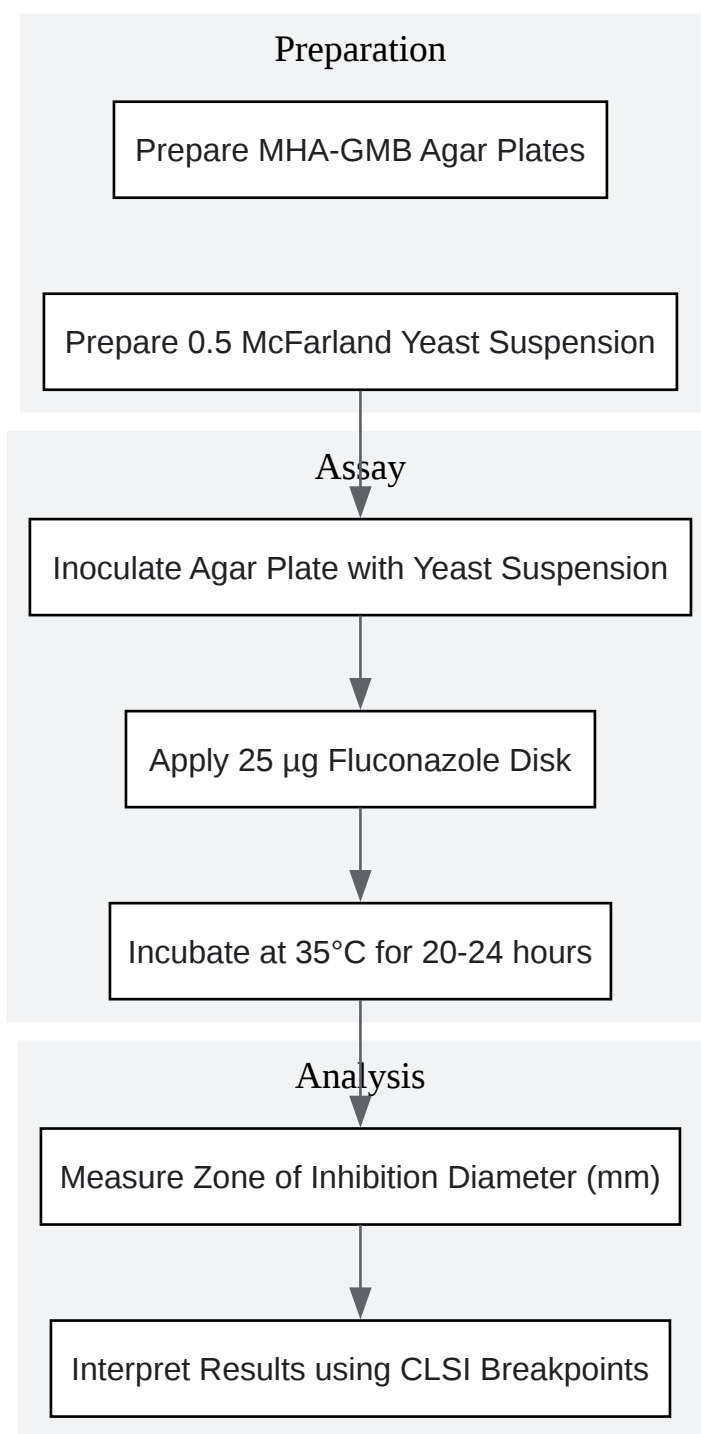 Preparation
Prepare MHA-GMB Agar Plates
Prepare 0.5 McFarland Yeast Suspension
Assay
Inoculate Agar Plate with Yeast Suspension
Apply 25 µg Fluconazole Disk
Incubate at 35°C for 20-24 hours
Analysis
Measure Zone of Inhibition Diameter (mm)
Interpret Results using CLSI Breakpoints